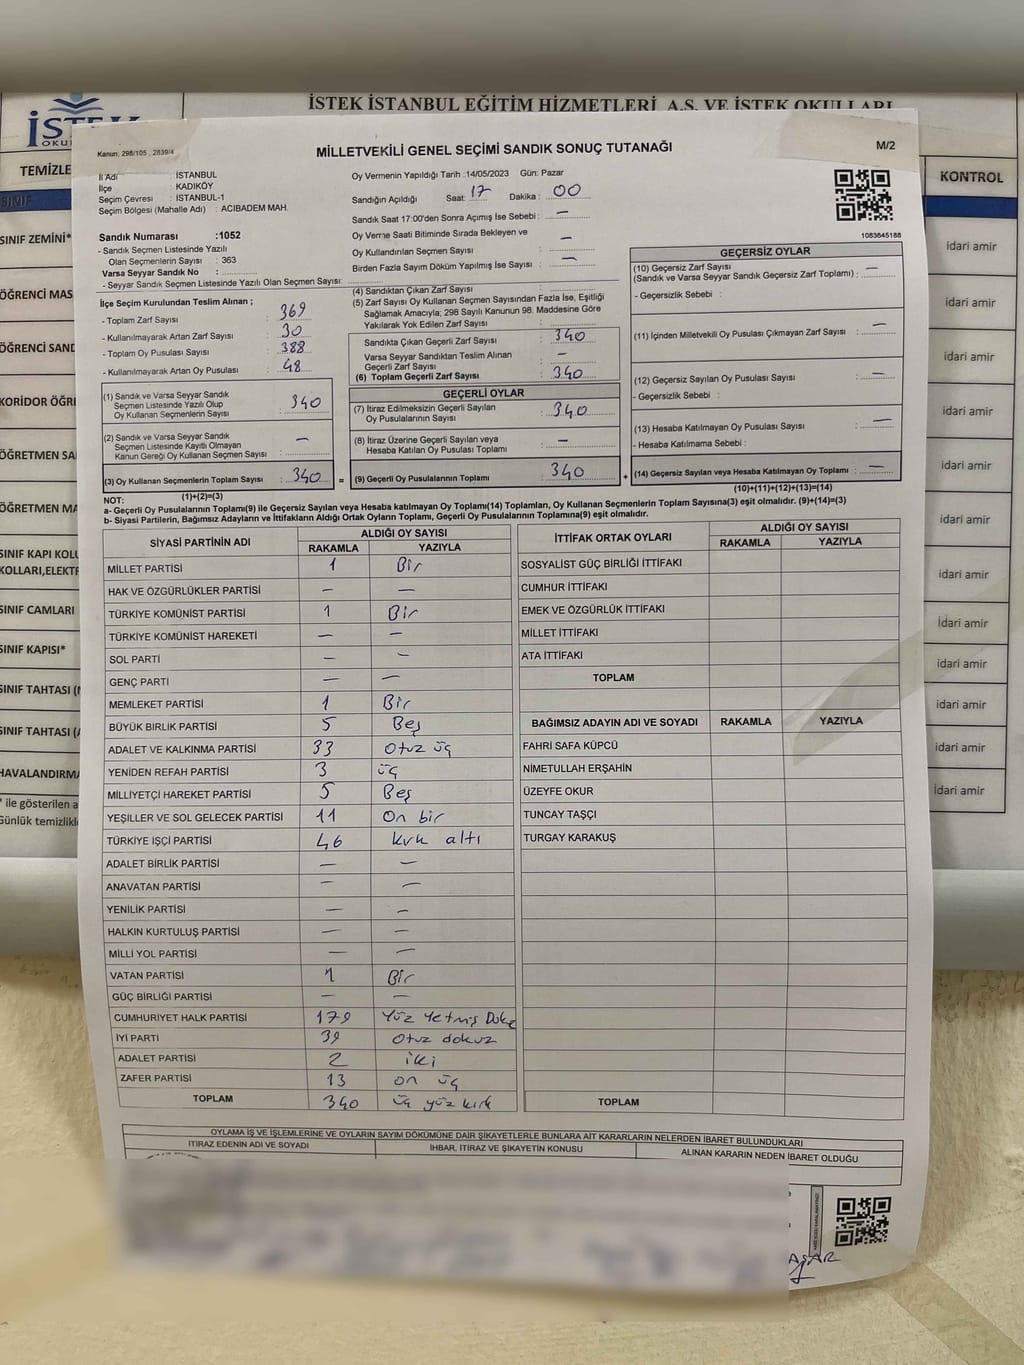 İSTEK İSTANBUL EĞİTİM HİZMETLERİ A.Ş. VE İSTEK OKULLARI
İSTEK
TEMİZLE
KONTROL
SINIF
SINIF ZEMİNİ*
ÖĞRENCİ MAS
ÖĞRENCİ SAND
KORİDOR ÖĞRI
ÖĞRETMEN SA
ÖĞRETMEN MA
SINIF KAPI KOLU
KOLLARI,ELEKTF
SINIF CAMLARI
SINIF KAPISI*
SINIF TAHTASI (
SINIF TAHTASI (A
HAVALANDIRMA
* ile gösterilen a
Günlük temizlikl
idari amir
idari amir
idari amir
idari amir
idari amir
idari amir
idari amir
idari amir
idari amir
idari amir
idari amir
idari amir
Kanun, 298/105 , 2839/4
MİLLETVEKİLİ GENEL SEÇİMİ SANDIK SONUÇ TUTANAĞI
M/2
İl Adı : İSTANBUL
İlçe : KADIKÖY
Seçim Çevresi : İSTANBUL-1
Seçim Bölgesi (Mahalle Adı) : ACIBADEM MAH.
Sandık Numarası :1052
- Sandık Seçmen Listesinde Yazılı
Olan Seçmenlerin Sayısı : 363
Varsa Seyyar Sandık No :
- Seyyar Sandık Seçmen Listesinde Yazılı Olan Seçmen Sayısı:
Oy Vermenin Yapıldığı Tarih :14/05/2023 Gün: Pazar
Sandığın Açıldığı Saat: 17 Dakika : 00
Sandık Saat 17:00'den Sonra Açımış İse Sebebi : —
Oy Verme Saati Bitiminde Sırada Bekleyen ve
Oy Kullandırılan Seçmen Sayısı : —
Birden Fazla Sayım Döküm Yapılmış İse Sayısı : —
1083645188
İlçe Seçim Kurulundan Teslim Alınan ;
- Toplam Zarf Sayısı : 369
- Kullanılmayarak Artan Zarf Sayısı : 30
- Toplam Oy Pusulası Sayısı : 388
- Kullanılmayarak Artan Oy Pusulası : 48
(1) Sandık ve Varsa Seyyar Sandık
Seçmen Listesinde Yazılı Olup
Oy Kullanan Seçmenlerin Sayısı : 340
(2) Sandık ve Varsa Seyyar Sandık
Seçmen Listesinde Kayıtlı Olmayan
Kanun Gereği Oy Kullanan Seçmen Sayısı : —
(3) Oy Kullanan Seçmenlerin Toplam Sayısı : 340 =
(1)+(2)=(3)
(4) Sandıktan Çıkan Zarf Sayısı :
(5) Zarf Sayısı Oy Kullanan Seçmen Sayısından Fazla İse, Eşitliği
Sağlamak Amacıyla; 298 Sayılı Kanunun 98. Maddesine Göre
Yakılarak Yok Edilen Zarf Sayısı :
Sandıkta Çıkan Geçerli Zarf Sayısı : 340
Varsa Seyyar Sandıktan Teslim Alınan
Geçerli Zarf Sayısı : —
(6) Toplam Geçerli Zarf Sayısı : 340
GEÇERLİ OYLAR
(7) İtiraz Edilmeksizin Geçerli Sayılan
Oy Pusulalarının Sayısı : 340
(8) İtiraz Üzerine Geçerli Sayılan veya
Hesaba Katılan Oy Pusulası Toplamı : —
(9) Geçerli Oy Pusulalarının Toplamı : 340 +
GEÇERSİZ OYLAR
(10) Geçersiz Zarf Sayısı
(Sandık ve Varsa Seyyar Sandık Geçersiz Zarf Toplamı) : —
- Geçersizlik Sebebi :
(11) İçinden Milletvekili Oy Pusulası Çıkmayan Zarf Sayısı : —
(12) Geçersiz Sayılan Oy Pusulası Sayısı : —
- Geçersizlik Sebebi :
(13) Hesaba Katılmayan Oy Pusulası Sayısı : —
- Hesaba Katılmama Sebebi :
(14) Geçersiz Sayılan veya Hesaba Katılmayan Oy Toplamı : —
(10)+(11)+(12)+(13)=(14)
NOT:
a- Geçerli Oy Pusulalarının Toplamı(9) ile Geçersiz Sayılan veya Hesaba katılmayan Oy Toplamı(14) Toplamları, Oy Kullanan Seçmenlerin Toplam Sayısına(3) eşit olmalıdır. (9)+(14)=(3)
b- Siyasi Partilerin, Bağımsız Adayların ve İttifakların Aldığı Ortak Oyların Toplamı, Geçerli Oy Pusulalarının Toplamına(9) eşit olmalıdır.
SİYASİ PARTİNİN ADI ALDIĞI OY SAYISI
RAKAMLA YAZIYLA
MİLLET PARTİSİ 1 Bir
HAK VE ÖZGÜRLÜKLER PARTİSİ — —
TÜRKİYE KOMÜNİST PARTİSİ 1 Bir
TÜRKİYE KOMÜNİST HAREKETİ — —
SOL PARTİ — —
GENÇ PARTİ — —
MEMLEKET PARTİSİ 1 Bir
BÜYÜK BİRLİK PARTİSİ 5 Beş
ADALET VE KALKINMA PARTİSİ 33 Otuz üç
YENİDEN REFAH PARTİSİ 3 üç
MİLLİYETÇİ HAREKET PARTİSİ 5 Beş
YEŞİLLER VE SOL GELECEK PARTİSİ 11 On bir
TÜRKİYE İŞÇİ PARTİSİ 46 kırk altı
ADALET BİRLİK PARTİSİ — —
ANAVATAN PARTİSİ — —
YENİLİK PARTİSİ — —
HALKIN KURTULUŞ PARTİSİ — —
MİLLİ YOL PARTİSİ — —
VATAN PARTİSİ 1 Bir
GÜÇ BİRLİĞİ PARTİSİ — —
CUMHURİYET HALK PARTİSİ 179 Yüz Yetmiş Dokuz
İYİ PARTİ 39 Otuz dokuz
ADALET PARTİSİ 2 iki
ZAFER PARTİSİ 13 on üç
TOPLAM 340 üç yüz kırk
İTTİFAK ORTAK OYLARI ALDIĞI OY SAYISI
RAKAMLA YAZIYLA
SOSYALİST GÜÇ BİRLİĞİ İTTİFAKI
CUMHUR İTTİFAKI
EMEK VE ÖZGÜRLÜK İTTİFAKI
MİLLET İTTİFAKI
ATA İTTİFAKI
TOPLAM
BAĞIMSIZ ADAYIN ADI VE SOYADI RAKAMLA YAZIYLA
FAHRİ SAFA KÜPCÜ
NİMETULLAH ERŞAHİN
ÜZEYFE OKUR
TUNCAY TAŞÇI
TURGAY KARAKUŞ
TOPLAM
OYLAMA İŞ VE İŞLEMLERİNE VE OYLARIN SAYIM DÖKÜMÜNE DAİR ŞİKAYETLERLE BUNLARA AİT KARARLARIN NELERDEN İBARET BULUNDUKLARI
İTİRAZ EDENİN ADI VE SOYADI İHBAR, İTİRAZ VE ŞİKAYETİN KONUSU ALINAN KARARIN NEDEN İBARET OLDUĞU